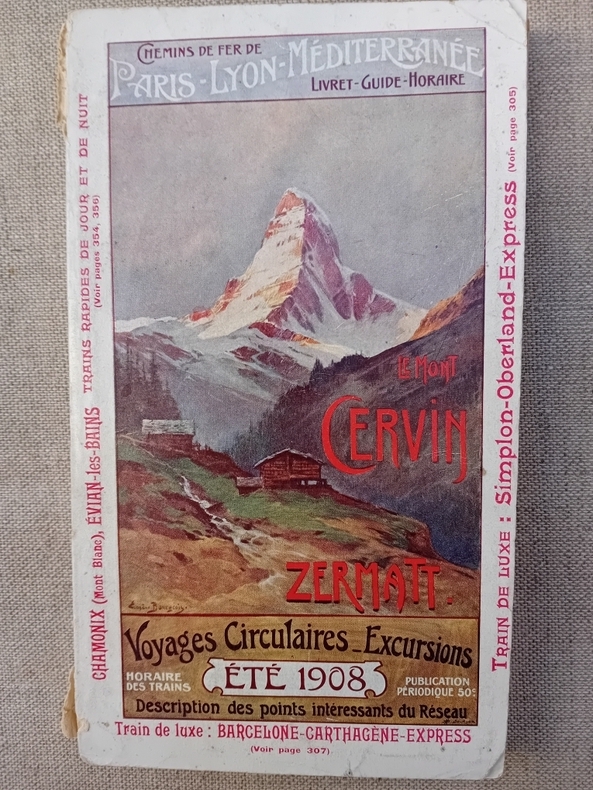 CHEMINS DE FER DE
PARIS-LYON-MÉDITERRANÉE
LIVRET-GUIDE-HORAIRE
LE MONT
CERVIN
ZERMATT.
Voyages Circulaires_Excursions
HORAIRE
DES TRAINS
ÉTÉ 1908
PUBLICATION
PÉRIODIQUE 50c
Description des points intéressants du Réseau
Train de luxe : BARCELONE-CARTHAGÈNE-EXPRESS
(Voir page 307)
CHAMONIX (Mont Blanc), ÉVIAN-les-BAINS TRAINS RAPIDES DE JOUR ET DE NUIT
(Voir pages 354, 356)
TRAIN DE LUXE : Simplon-Oberland-Express (Voir page 305)